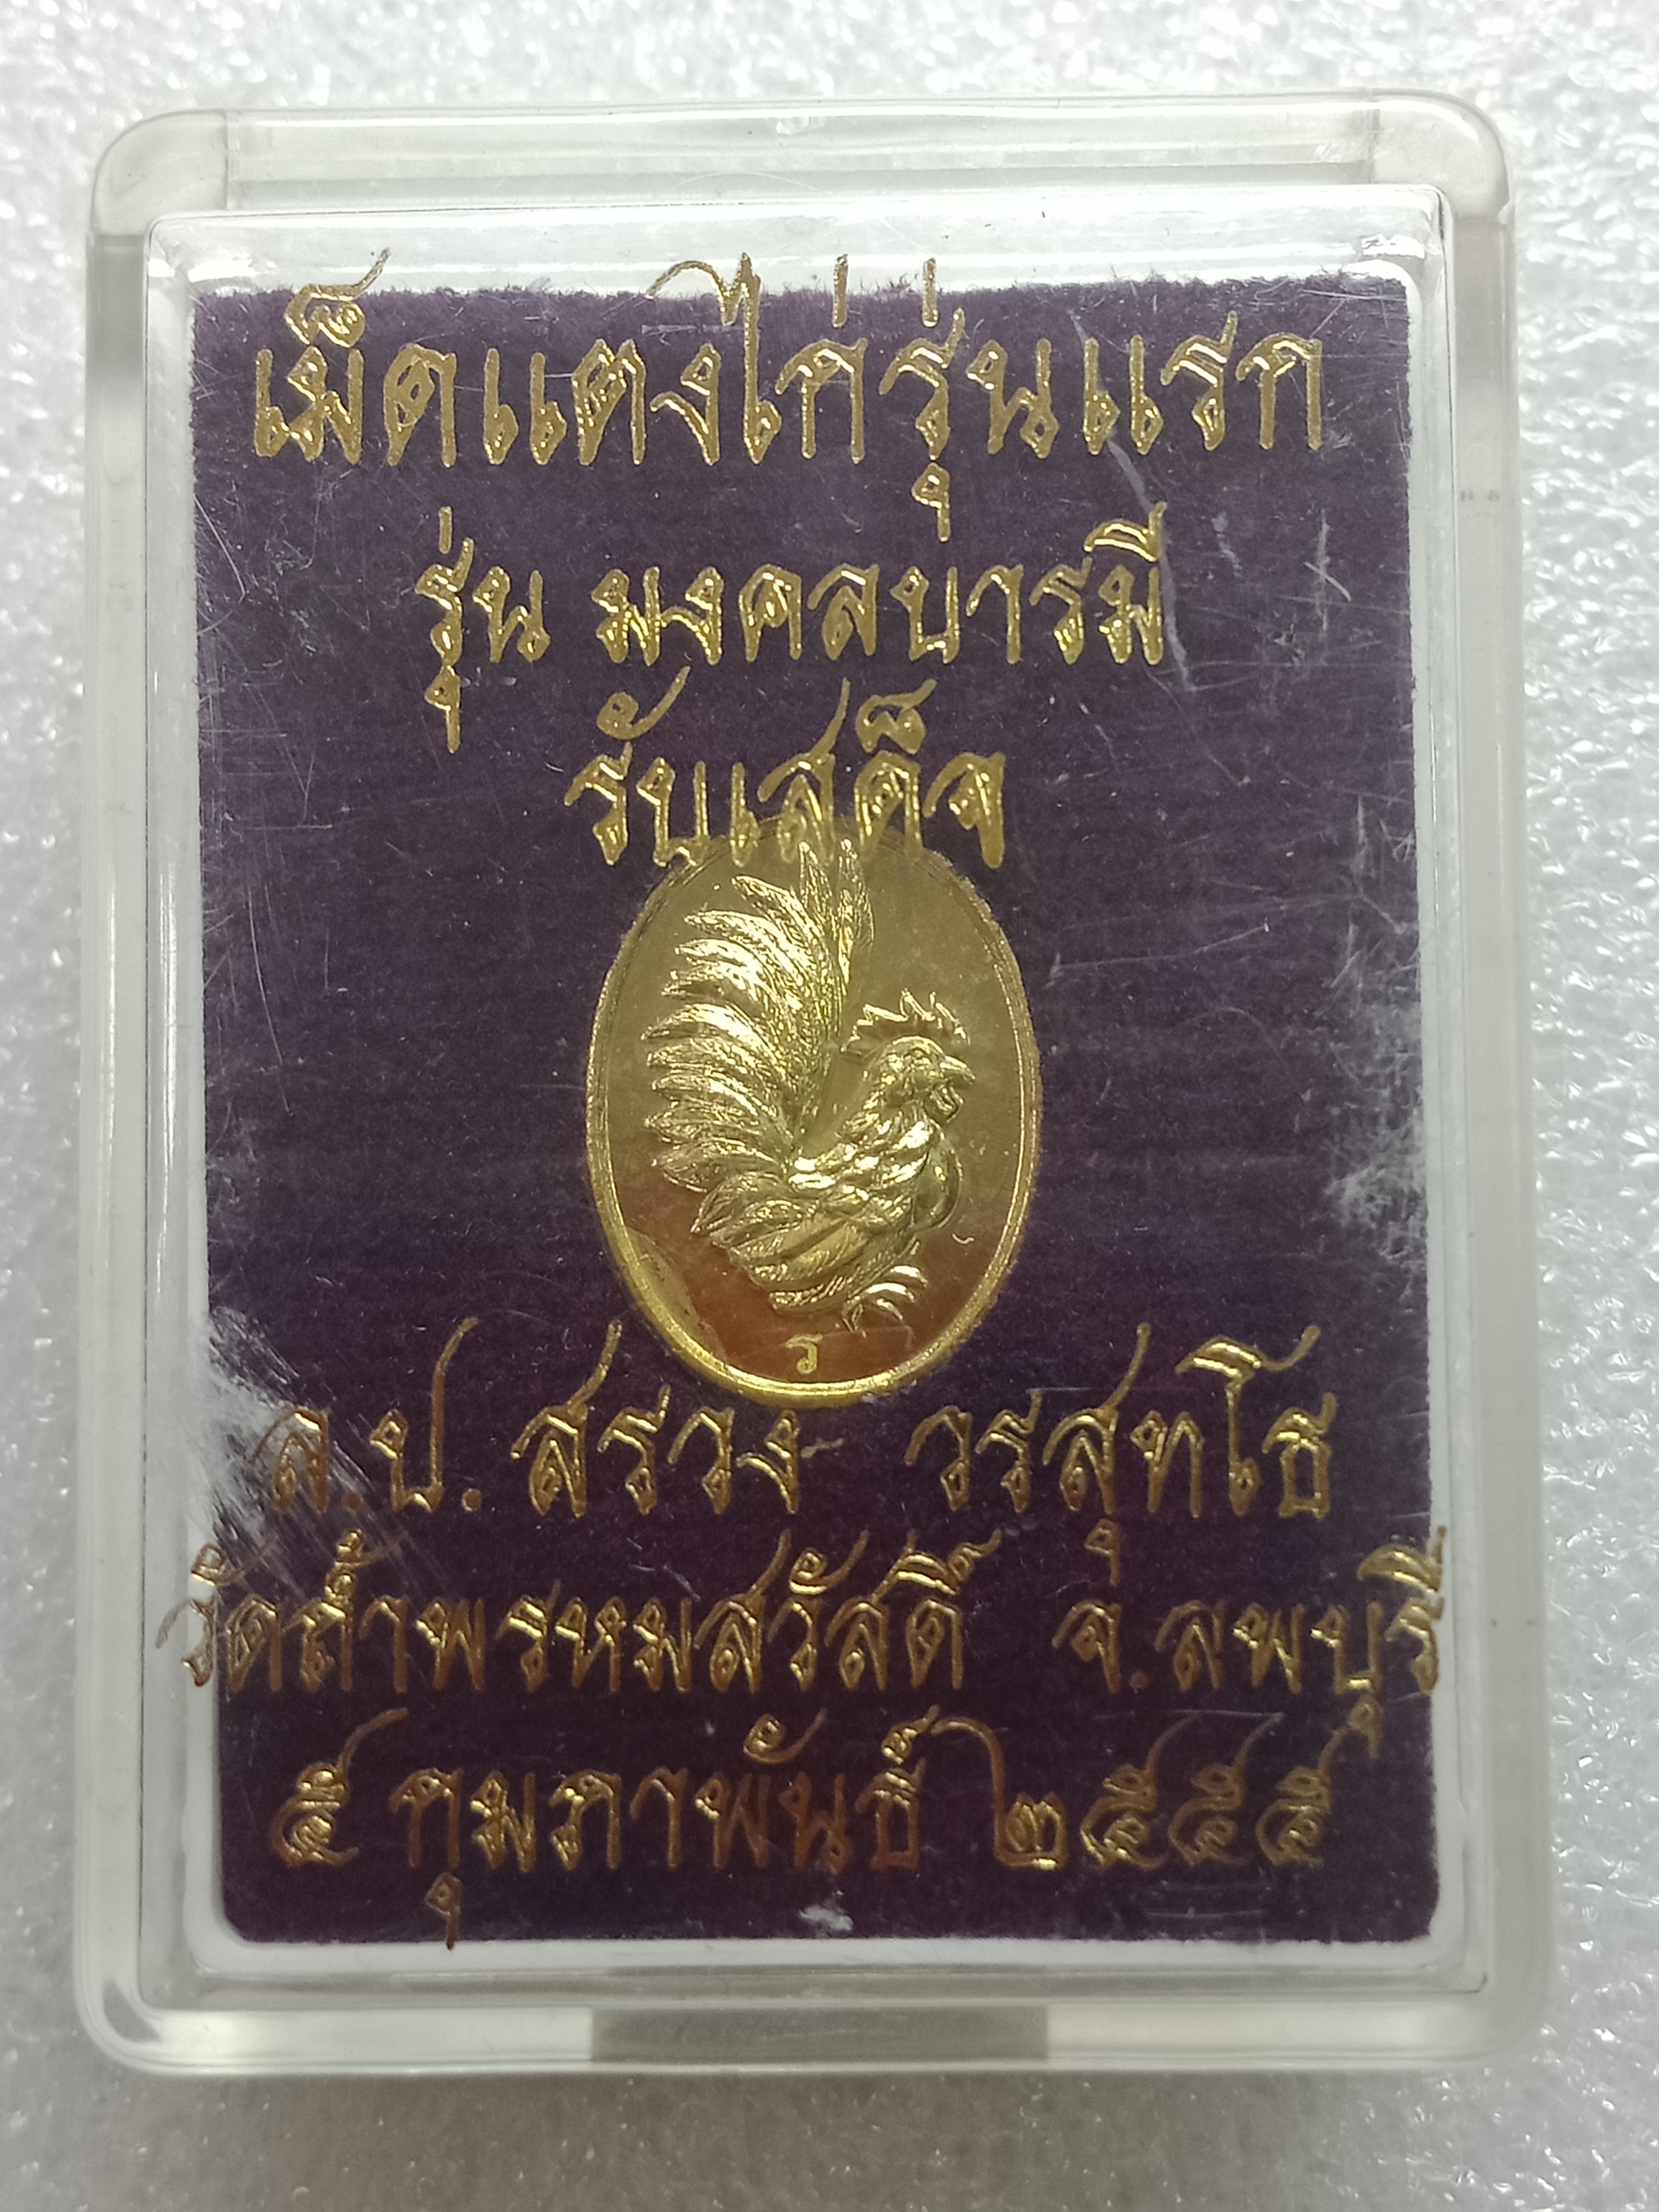 เม็ดแตงไก่รุ่นแรก
รุ่น มงคลบารมี
รับเสด็จ
ร
ล.ป. สรวง วรสุทโธ
วัดถ้ำพรหมสวัสดิ์ จ.ลพบุรี
๕ กุมภาพันธ์ ๒๕๕๕